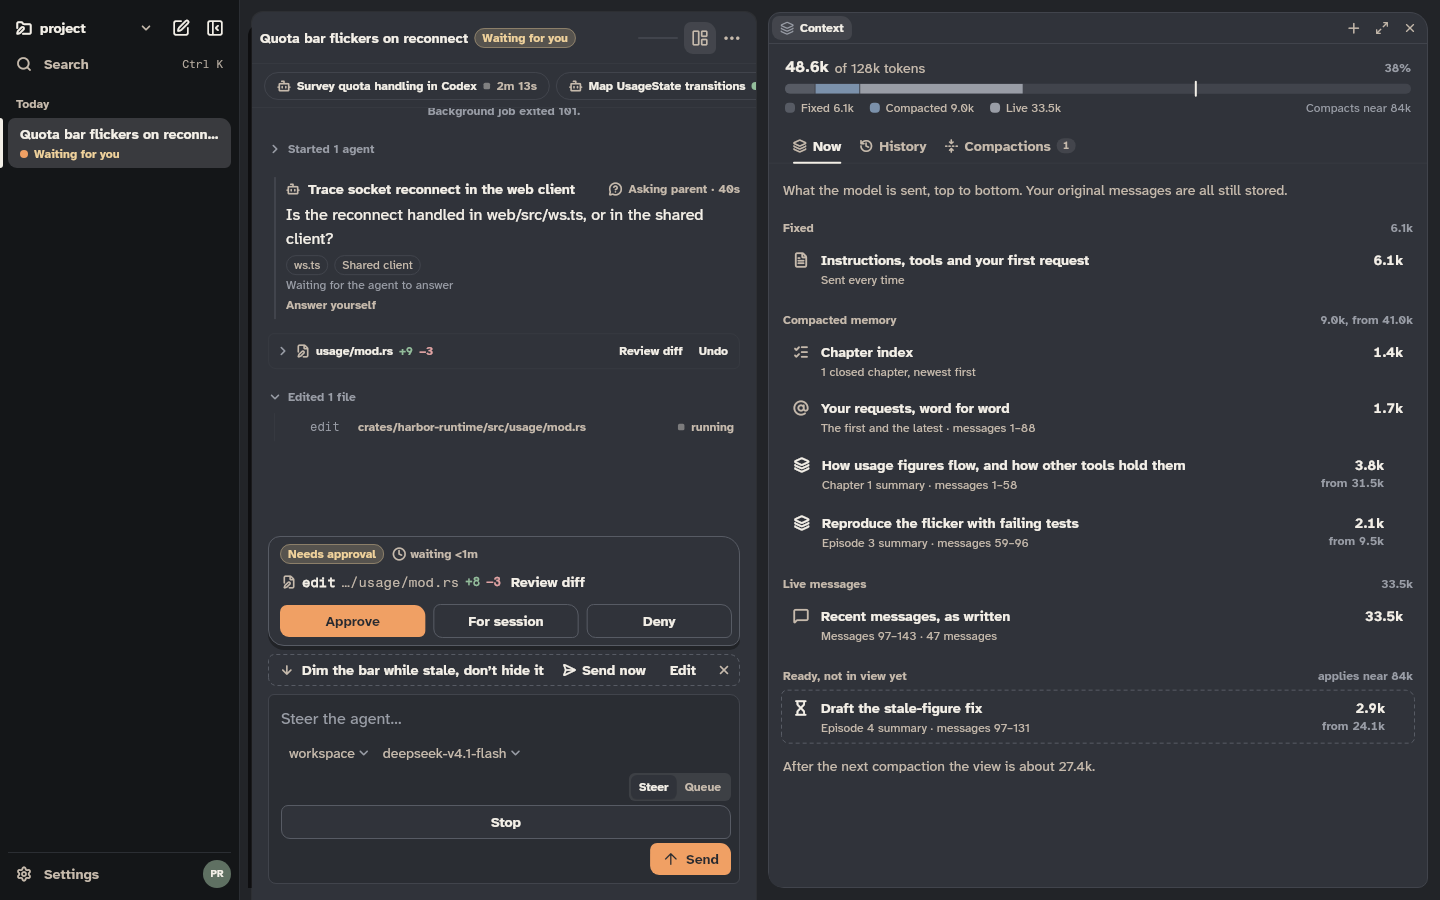 project
Search
Ctrl K
Today
Quota bar flickers on reconn...
Waiting for you
Settings
PR
Quota bar flickers on reconnect
Waiting for you
Survey quota handling in Codex
2m 13s
Map UsageState transitions
Background job exited 101.
Started 1 agent
Trace socket reconnect in the web client
Asking parent · 40s
Is the reconnect handled in web/src/ws.ts, or in the shared
client?
ws.ts
Shared client
Waiting for the agent to answer
Answer yourself
usage/mod.rs +9 −3
Review diff
Undo
Edited 1 file
edit
crates/harbor-runtime/src/usage/mod.rs
running
Needs approval
waiting <1m
edit …/usage/mod.rs +8 −3 Review diff
Approve
For session
Deny
Dim the bar while stale, don't hide it
Send now
Edit
Steer the agent...
workspace
deepseek-v4.1-flash
Steer
Queue
Stop
Send
Context
48.6k of 128k tokens
38%
Fixed 6.1k
Compacted 9.0k
Live 33.5k
Compacts near 84k
Now
History
Compactions 1
What the model is sent, top to bottom. Your original messages are all still stored.
Fixed
6.1k
Instructions, tools and your first request
6.1k
Sent every time
Compacted memory
9.0k, from 41.0k
Chapter index
1.4k
1 closed chapter, newest first
Your requests, word for word
1.7k
The first and the latest · messages 1–88
How usage figures flow, and how other tools hold them
3.8k
Chapter 1 summary · messages 1–58
from 31.5k
Reproduce the flicker with failing tests
2.1k
Episode 3 summary · messages 59–96
from 9.5k
Live messages
33.5k
Recent messages, as written
33.5k
Messages 97–143 · 47 messages
Ready, not in view yet
applies near 84k
Draft the stale-figure fix
2.9k
Episode 4 summary · messages 97–131
from 24.1k
After the next compaction the view is about 27.4k.